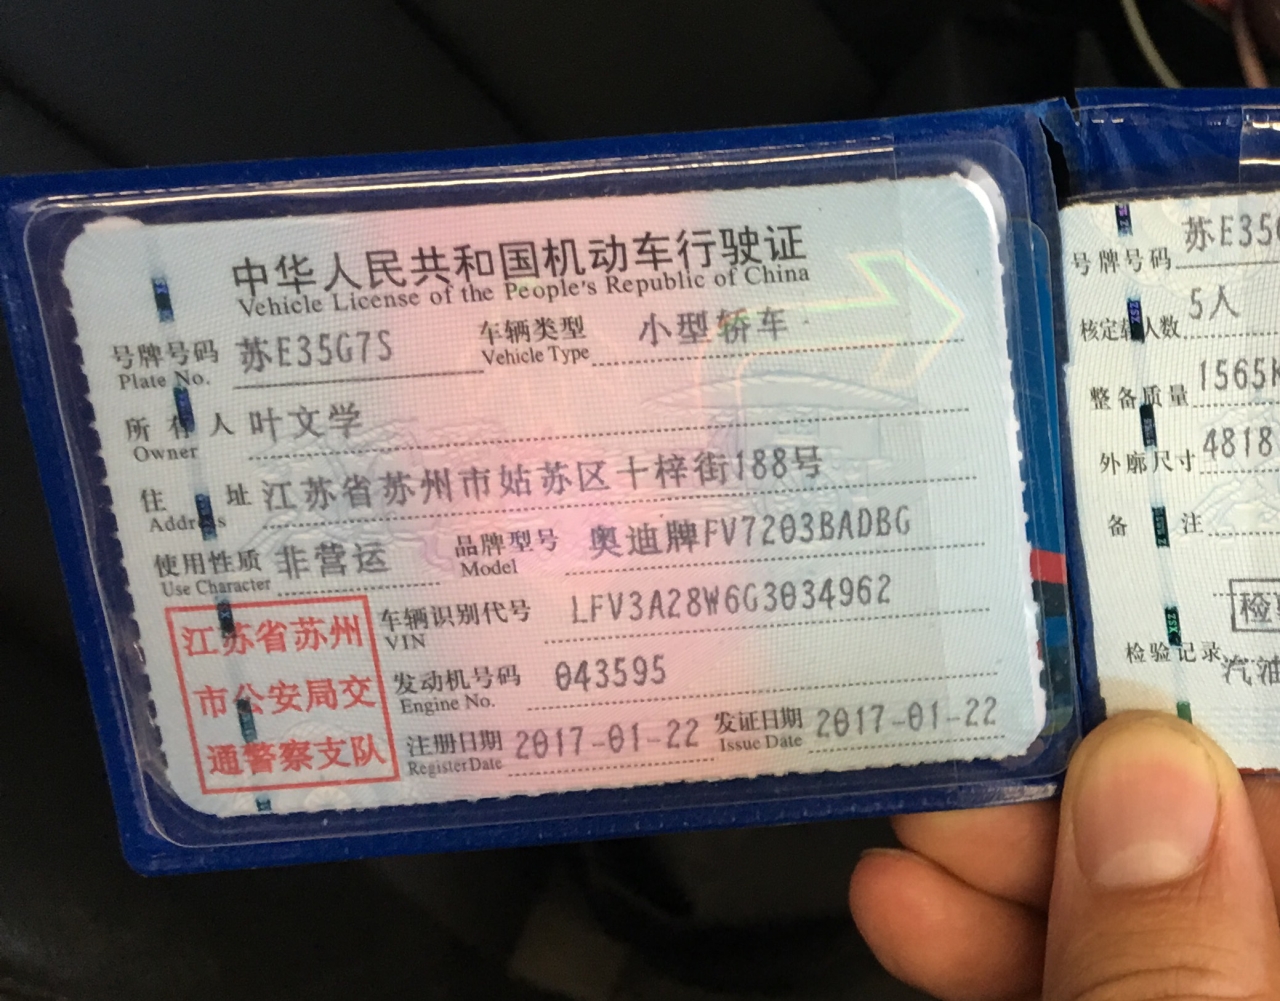 中华人民共和国机动车行驶证
Vehicle License of the People's Republic of China
号牌号码 苏E35G7S 车辆类型 小型轿车
Plate No. Vehicle Type
所有人 叶文学
Owner
住址 江苏省苏州市姑苏区十梓街188号
Address
使用性质 非营运 品牌型号 奥迪牌FV7203BADBG
Use Character Model
车辆识别代号 LFV3A28W6G3034962
VIN
发动机号码 043595
Engine No.
注册日期 2017-01-22 发证日期 2017-01-22
Register Date Issue Date
江苏省苏州
市公安局交
通警察支队
号牌号码 苏E35G
核定载人数 5人
整备质量 1565K
外廓尺寸 4818
备注
检
检验记录 汽油